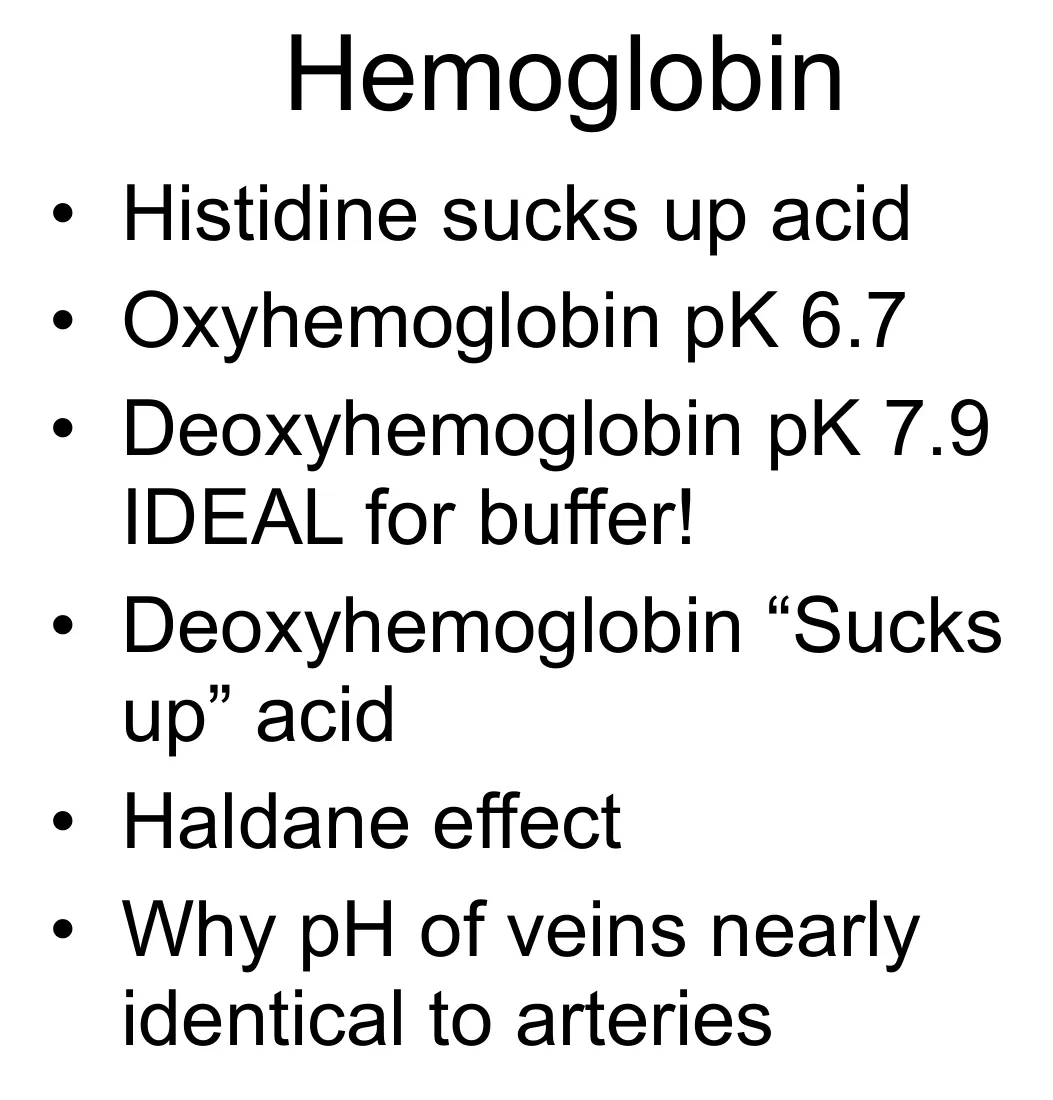 Hemoglobin
• Histidine sucks up acid
• Oxyhemoglobin pK 6.7
• Deoxyhemoglobin pK 7.9
IDEAL for buffer!
• Deoxyhemoglobin “Sucks
up” acid
• Haldane effect
• Why pH of veins nearly
identical to arteries